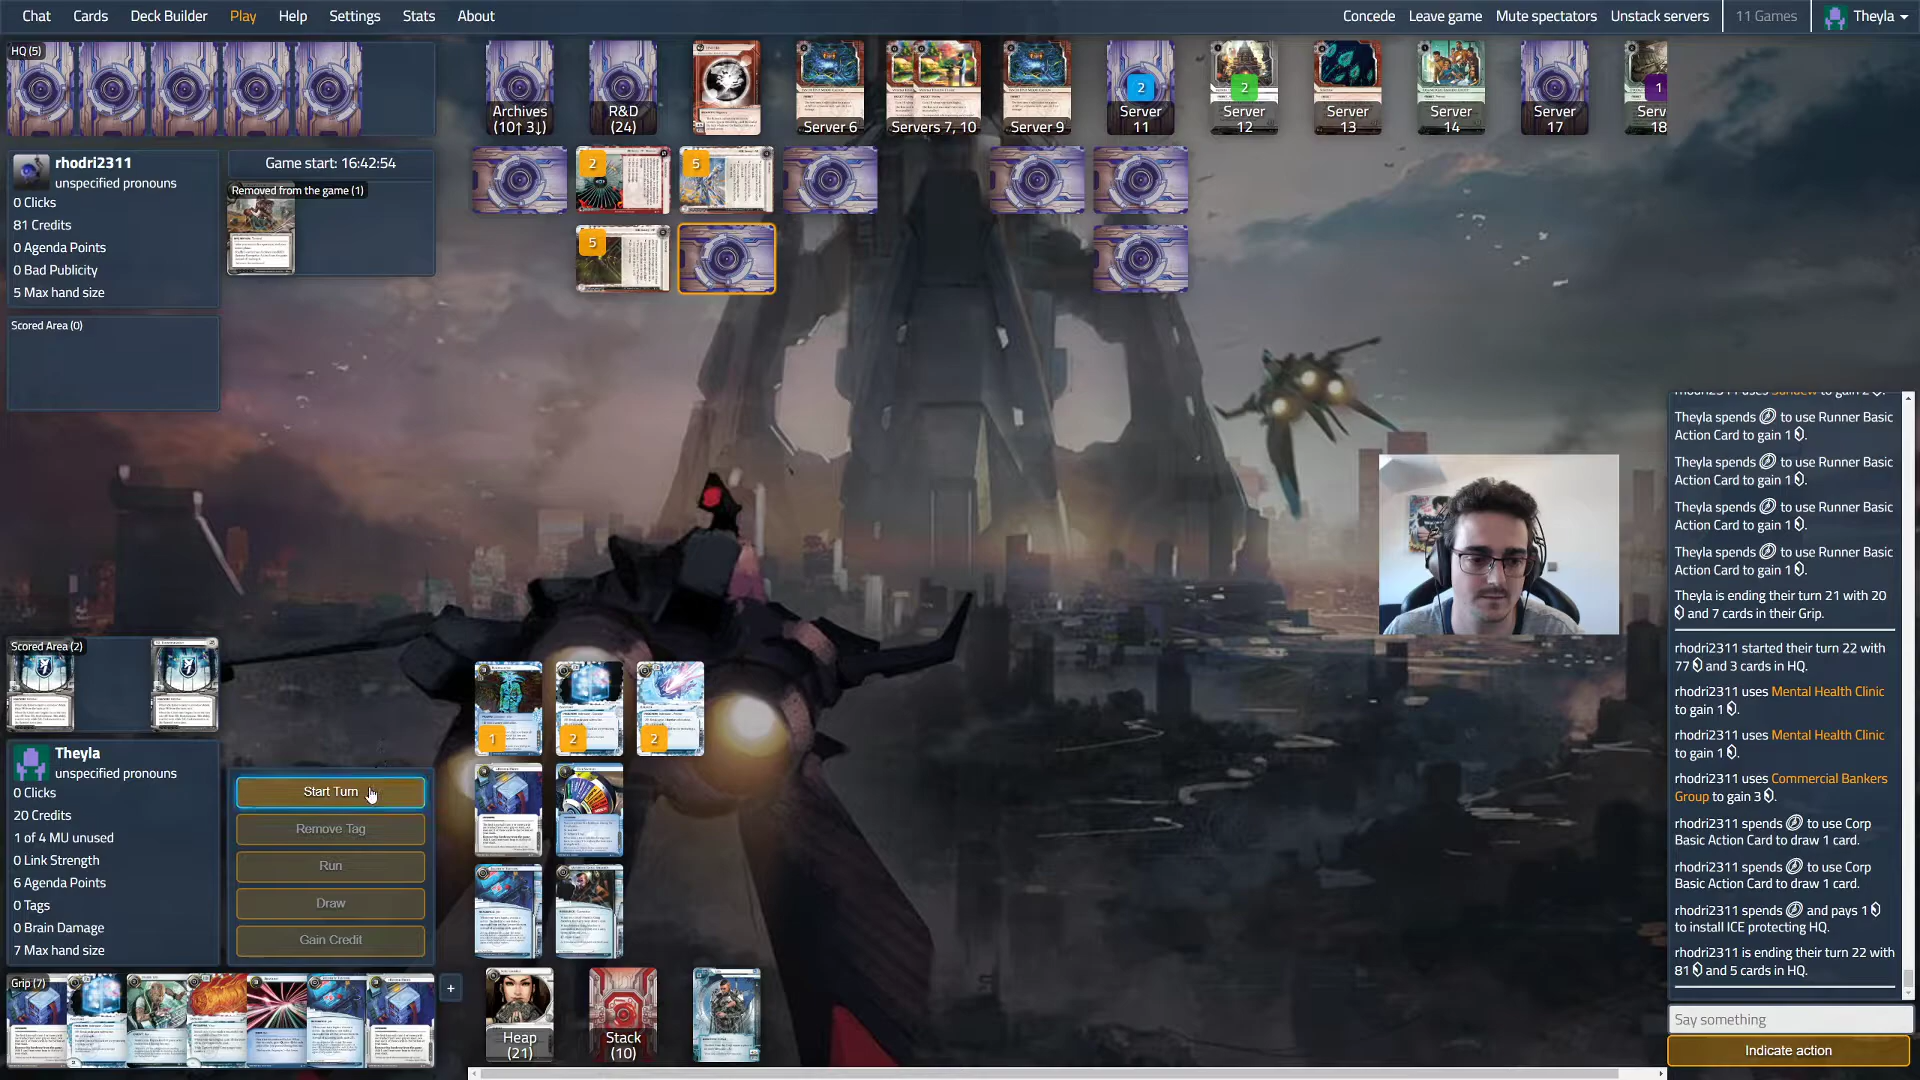 Chat
Cards
Deck Builder
Play
Help
Settings
Stats
About
Concede
Leave game
Mute spectators
Unstack servers
11 Games
Theyla
HQ (5)
rhodri2311
unspecified pronouns
0 Clicks
81 Credits
0 Agenda Points
0 Bad Publicity
5 Max hand size
Game start: 16:42:54
Removed from the game (1)
Scored Area (0)
Archives
(10↑ 3↓)
R&D
(24)
Server 6
Servers 7, 10
Server 9
2
Server
11
2
Server
12
Server
13
Server
14
Server
17
1
Serv
18
2
5
5
Scored Area (2)
Theyla
unspecified pronouns
0 Clicks
20 Credits
1 of 4 MU unused
0 Link Strength
6 Agenda Points
0 Tags
0 Brain Damage
7 Max hand size
Start Turn
Remove Tag
Run
Draw
Gain Credit
1
2
2
Grip (7)
+
Heap
(21)
Stack
(10)
Theyla spends to use Runner Basic
Action Card to gain 1.
Theyla spends to use Runner Basic
Action Card to gain 1.
Theyla spends to use Runner Basic
Action Card to gain 1.
Theyla spends to use Runner Basic
Action Card to gain 1.
Theyla is ending their turn 21 with 20
and 7 cards in their Grip.
rhodri2311 started their turn 22 with
77 and 3 cards in HQ.
rhodri2311 uses Mental Health Clinic
to gain 1.
rhodri2311 uses Mental Health Clinic
to gain 1.
rhodri2311 uses Commercial Bankers
Group to gain 3.
rhodri2311 spends to use Corp
Basic Action Card to draw 1 card.
rhodri2311 spends to use Corp
Basic Action Card to draw 1 card.
rhodri2311 spends and pays 1
to install ICE protecting HQ.
rhodri2311 is ending their turn 22 with
81 and 5 cards in HQ.
Say something
Indicate action